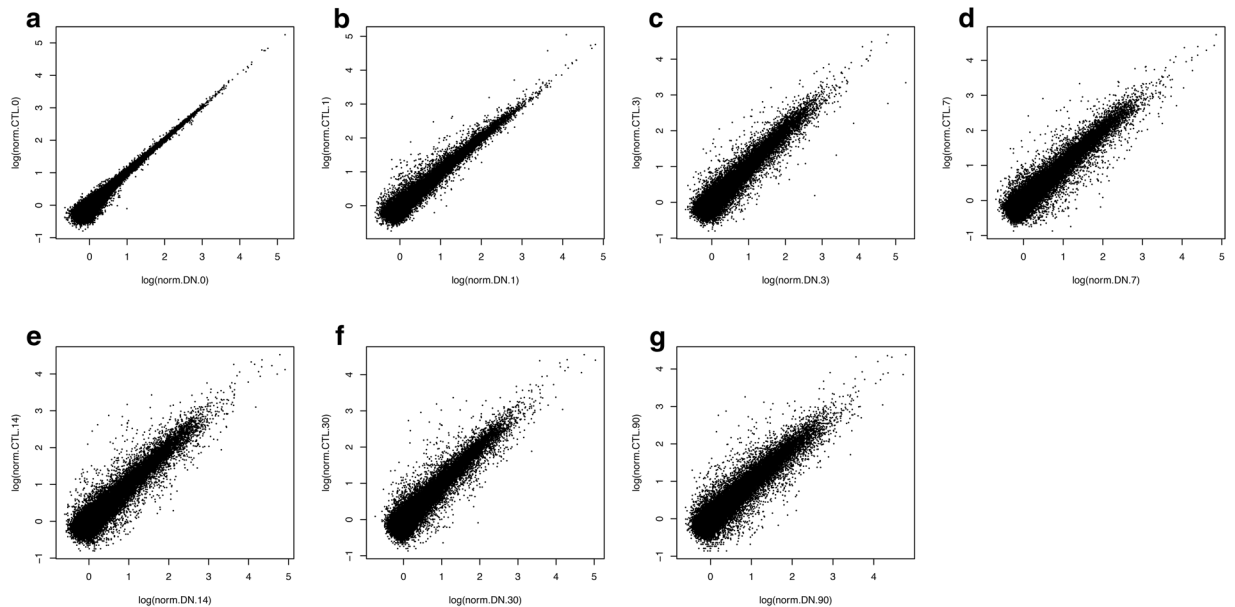 a
log(norm.CTL.0)
5
4
3
2
1
0
−1
0 1 2 3 4 5
log(norm.DN.0)
b
log(norm.CTL.1)
5
4
3
2
1
0
0 1 2 3 4 5
log(norm.DN.1)
c
log(norm.CTL.3)
4
3
2
1
0
−1
0 1 2 3 4 5
log(norm.DN.3)
d
log(norm.CTL.7)
4
3
2
1
0
−1
0 1 2 3 4 5
log(norm.DN.7)
e
log(norm.CTL.14)
4
3
2
1
0
−1
0 1 2 3 4 5
log(norm.DN.14)
f
log(norm.CTL.30)
4
3
2
1
0
−1
0 1 2 3 4 5
log(norm.DN.30)
g
log(norm.CTL.90)
4
3
2
1
0
−1
0 1 2 3 4
log(norm.DN.90)